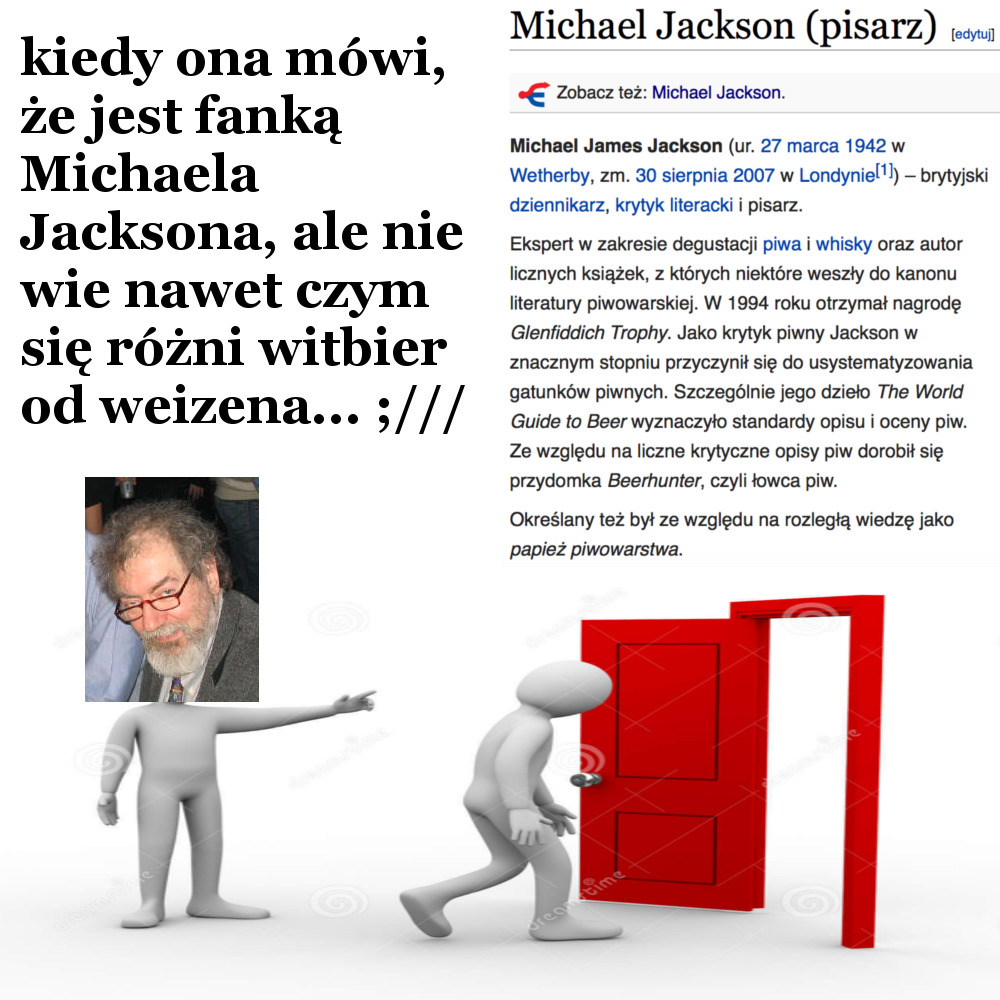 kiedy ona mówi,
że jest fanką
Michaela
Jacksona, ale nie
wie nawet czym
się różni witbier
od weizena... ;///
Michael Jackson (pisarz) [edytuj]
Zobacz też: Michael Jackson.
Michael James Jackson (ur. 27 marca 1942 w
Wetherby, zm. 30 sierpnia 2007 w Londynie[1]) – brytyjski
dziennikarz, krytyk literacki i pisarz.
Ekspert w zakresie degustacji piwa i whisky oraz autor
licznych książek, z których niektóre weszły do kanonu
literatury piwowarskiej. W 1994 roku otrzymał nagrodę
Glenfiddich Trophy. Jako krytyk piwny Jackson w
znacznym stopniu przyczynił się do usystematyzowania
gatunków piwnych. Szczególnie jego dzieło The World
Guide to Beer wyznaczyło standardy opisu i oceny piw.
Ze względu na liczne krytyczne opisy piw dorobił się
przydomka Beerhunter, czyli łowca piw.
Określany też był ze względu na rozległą wiedzę jako
papież piwowarstwa.
dreamstime